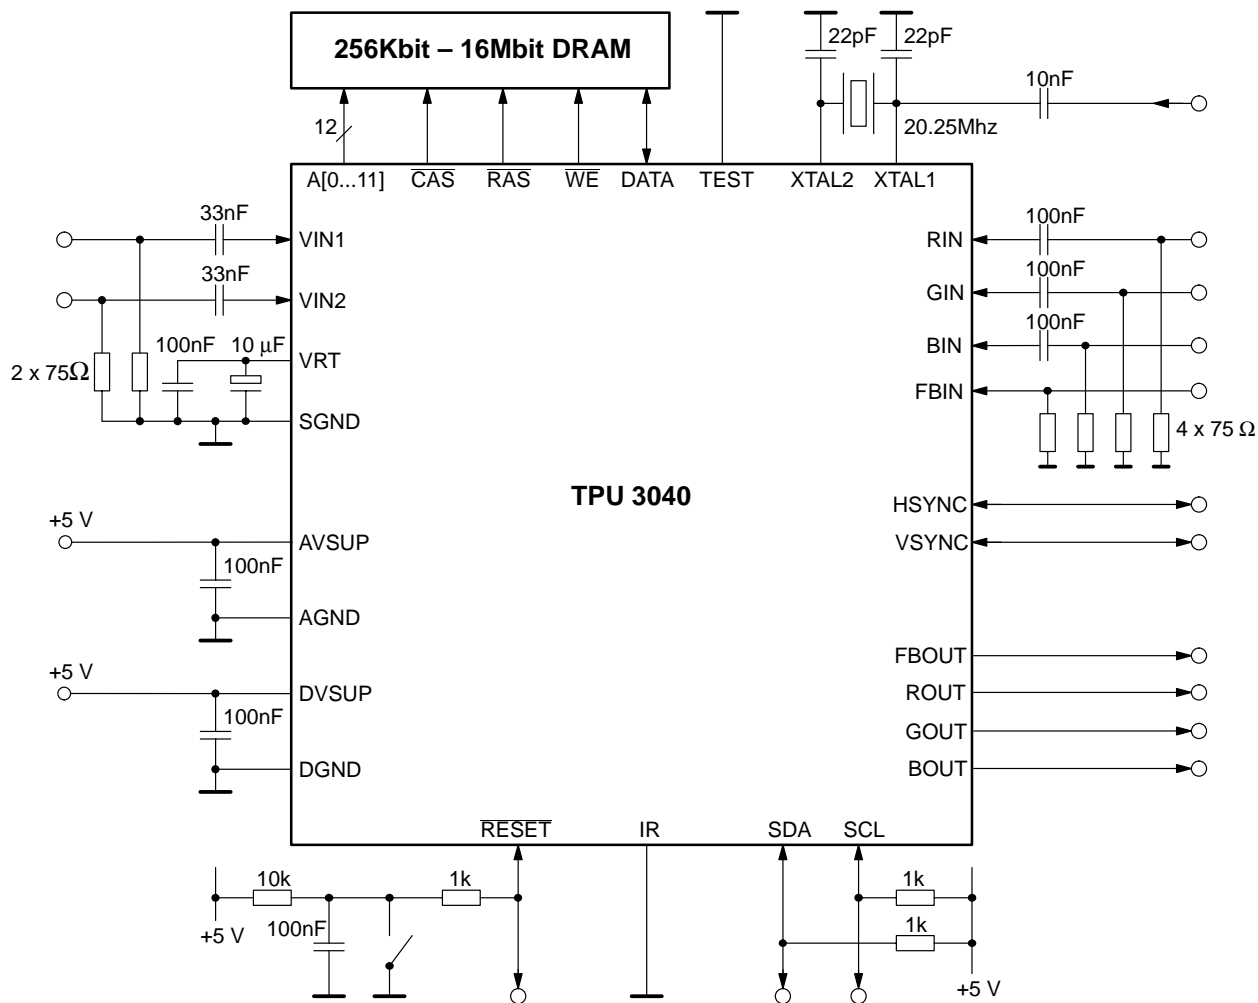 256Kbit – 16Mbit DRAM
22pF
22pF
10nF
12
20.25Mhz
A[0...11]
CAS
RAS
WE
DATA
TEST
XTAL2
XTAL1
33nF
VIN1
100nF
RIN
33nF
VIN2
100nF
GIN
100nF
10 µF
VRT
100nF
BIN
2 x 75Ω
FBIN
SGND
4 x 75 Ω
TPU 3040
HSYNC
+5 V
AVSUP
VSYNC
100nF
AGND
FBOUT
+5 V
DVSUP
ROUT
100nF
GOUT
DGND
BOUT
RESET
IR
SDA
SCL
10k
1k
1k
+5 V
100nF
1k
+5 V